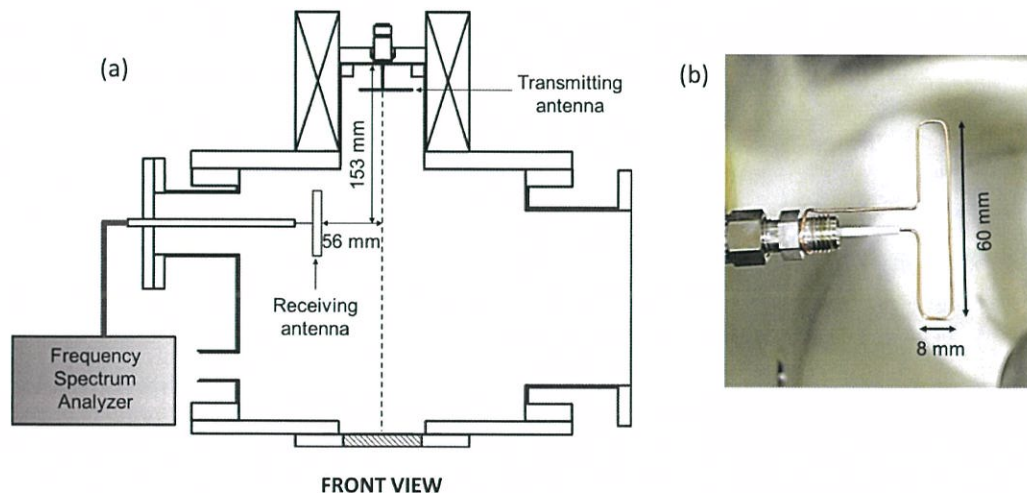 (a)
Transmitting
antenna
153 mm
56 mm
Receiving
antenna
Frequency
Spectrum
Analyzer
FRONT VIEW
(b)
60 mm
8 mm